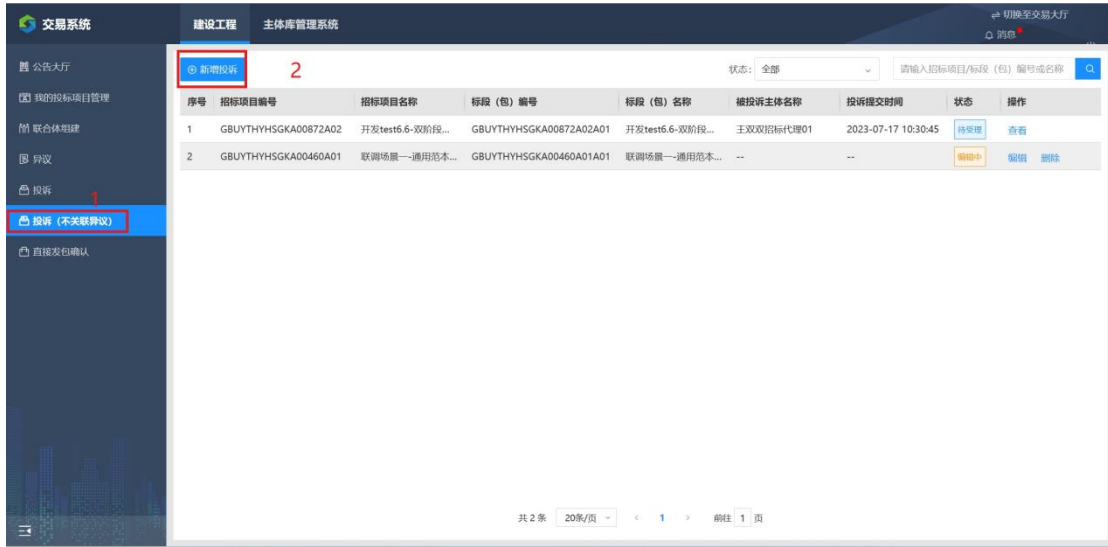 交易系统
建设工程 主体库管理系统
切换至交易大厅
消息
公告大厅
我的投标项目管理
联合体组建
异议
投诉
1
投诉（不关联异议）
直接发包确认
新增投诉 2 状态： 全部 请输入招标项目/标段（包）编号或名称
序号 招标项目编号 招标项目名称 标段（包）编号 标段（包）名称 被投诉主体名称 投诉提交时间 状态 操作
1 GBUYTHYHSGKA00872A02 开发test6.6-双阶段... GBUYTHYHSGKA00872A02A01 开发test6.6-双阶段... 王双双招标代理01 2023-07-17 10:30:45 待受理 查看
2 GBUYTHYHSGKA00460A01 联调场景一-通用范本... GBUYTHYHSGKA00460A01A01 联调场景一-通用范本... -- -- 编辑中 编辑 删除
共 2 条 20条/页 < 1 > 前往 1 页